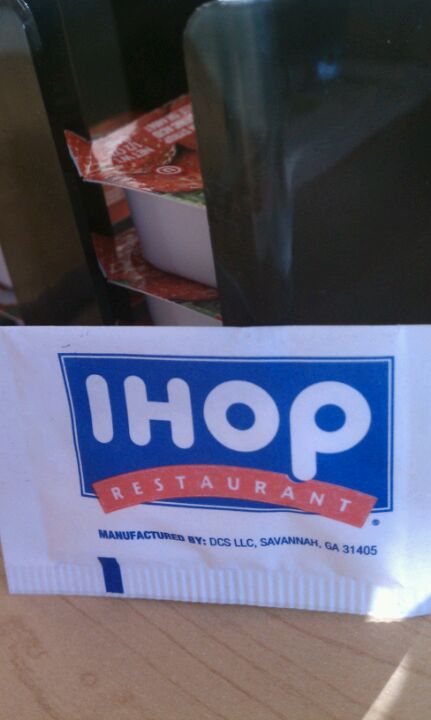 IHOP
RESTAURANT
MANUFACTURED BY: DCS LLC, SAVANNAH, GA 31405